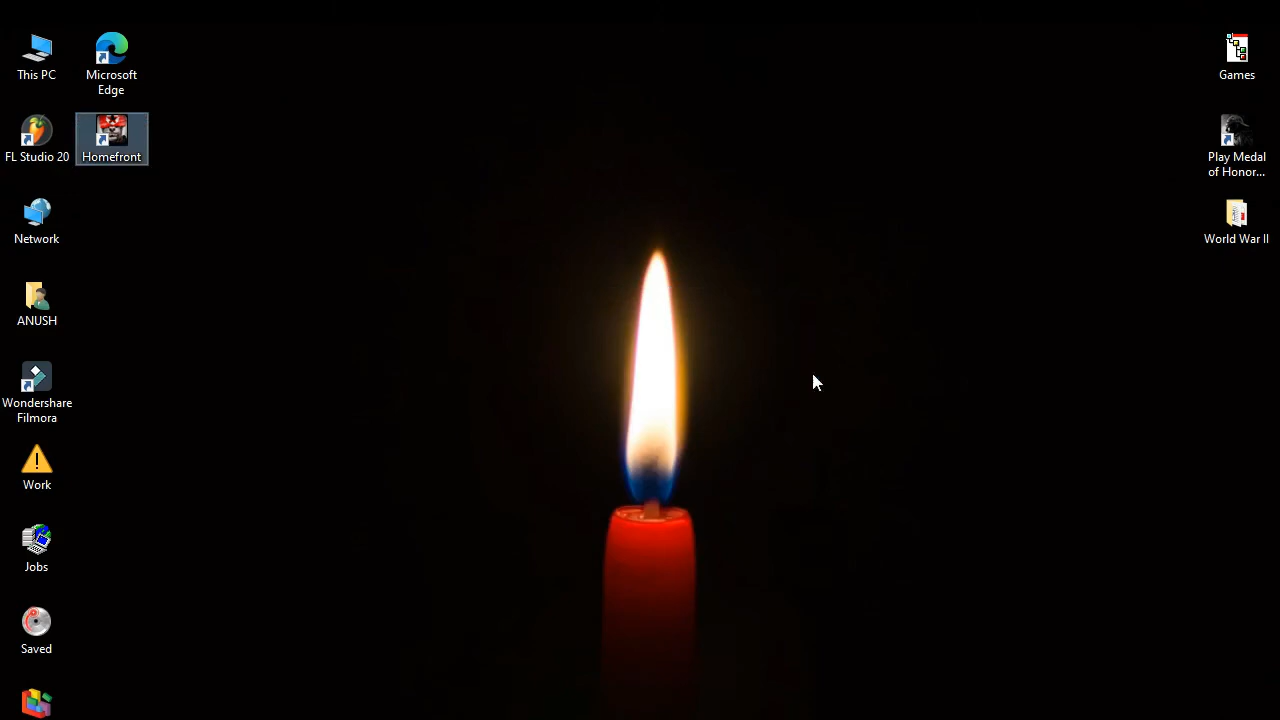 This PC
Microsoft
Edge
FL Studio 20
Homefront
Network
ANUSH
Wondershare
Filmora
Work
Jobs
Saved
Games
Play Medal
of Honor...
World War II